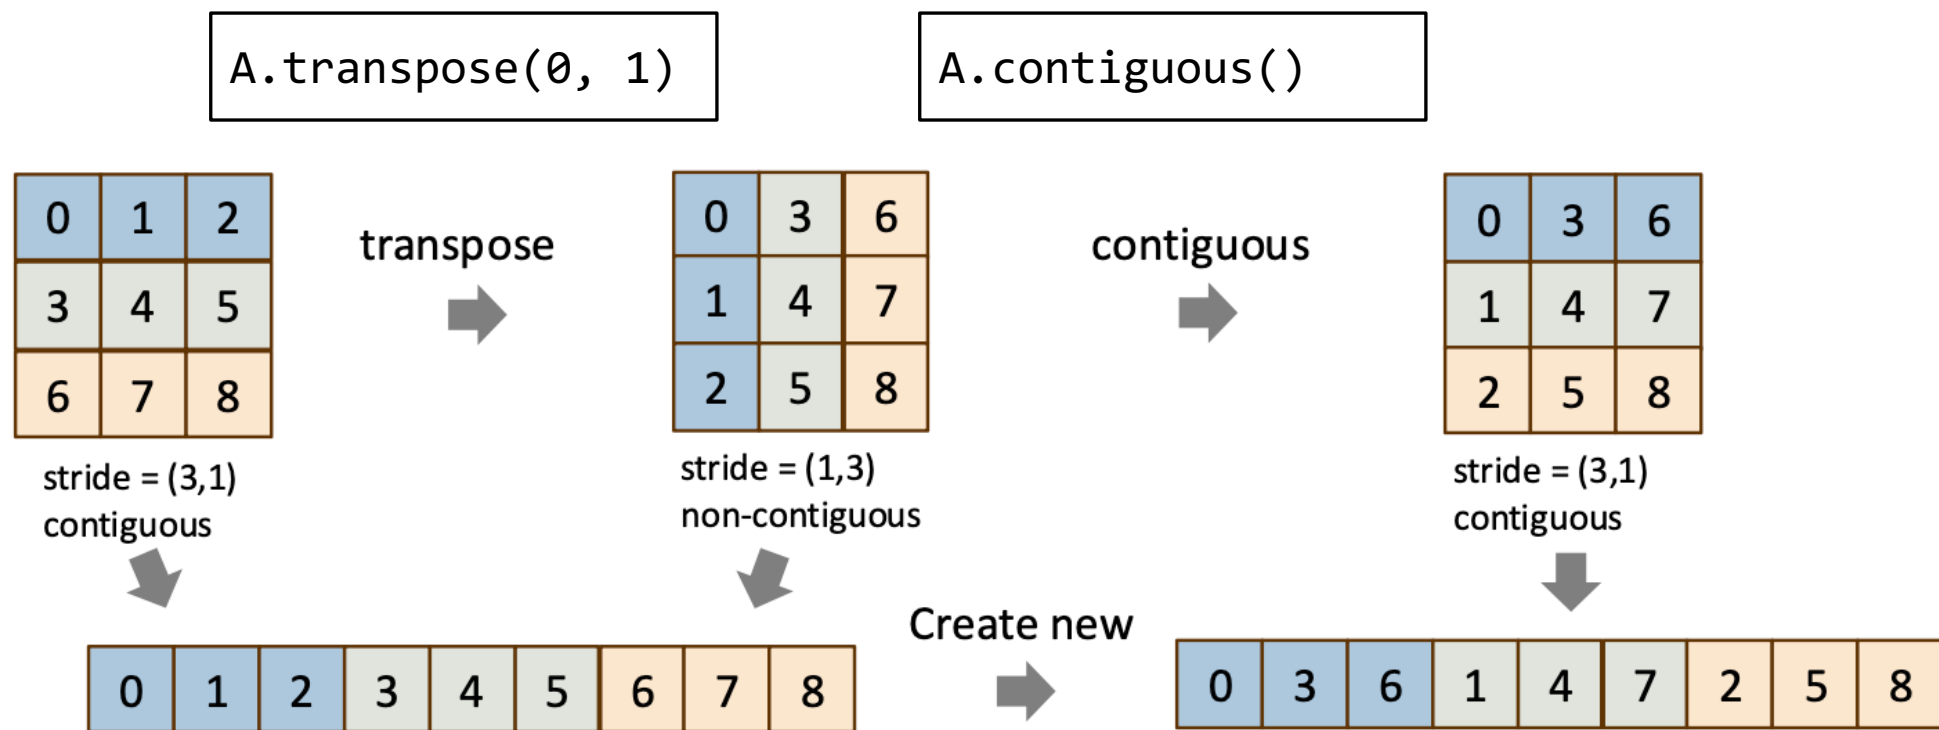 A.transpose(0, 1)
A.contiguous()
0 1 2
3 4 5
6 7 8
transpose
0 3 6
1 4 7
2 5 8
contiguous
0 3 6
1 4 7
2 5 8
stride = (3,1)
contiguous
stride = (1,3)
non-contiguous
stride = (3,1)
contiguous
0 1 2 3 4 5 6 7 8
Create new
0 3 6 1 4 7 2 5 8